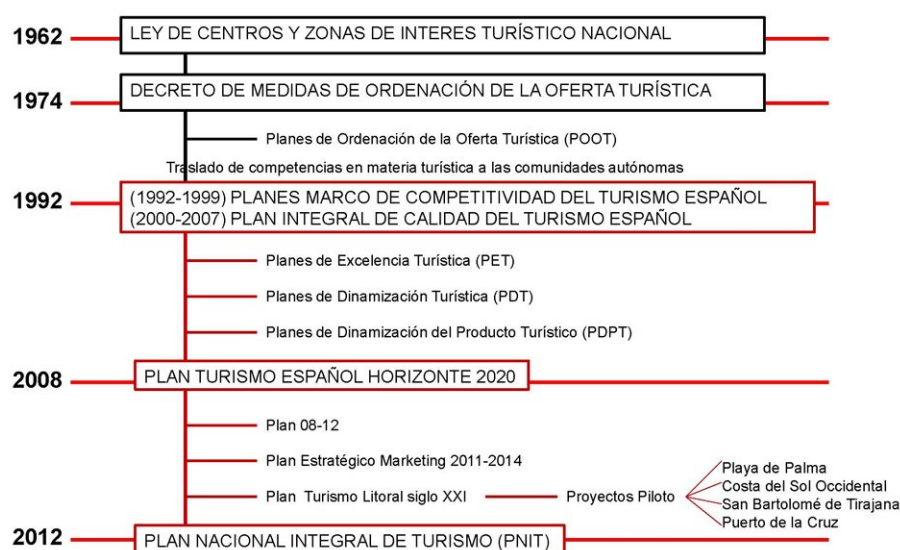 1962
LEY DE CENTROS Y ZONAS DE INTERES TURÍSTICO NACIONAL
1974
DECRETO DE MEDIDAS DE ORDENACIÓN DE LA OFERTA TURÍSTICA
Planes de Ordenación de la Oferta Turística (POOT)
Traslado de competencias en materia turística a las comunidades autónomas
1992
(1992-1999) PLANES MARCO DE COMPETITIVIDAD DEL TURISMO ESPAÑOL
(2000-2007) PLAN INTEGRAL DE CALIDAD DEL TURISMO ESPAÑOL
Planes de Excelencia Turística (PET)
Planes de Dinamización Turística (PDT)
Planes de Dinamización del Producto Turístico (PDPT)
2008
PLAN TURISMO ESPAÑOL HORIZONTE 2020
Plan 08-12
Plan Estratégico Marketing 2011-2014
Plan Turismo Litoral siglo XXI
Proyectos Piloto
Playa de Palma
Costa del Sol Occidental
San Bartolomé de Tirajana
Puerto de la Cruz
2012
PLAN NACIONAL INTEGRAL DE TURISMO (PNIT)